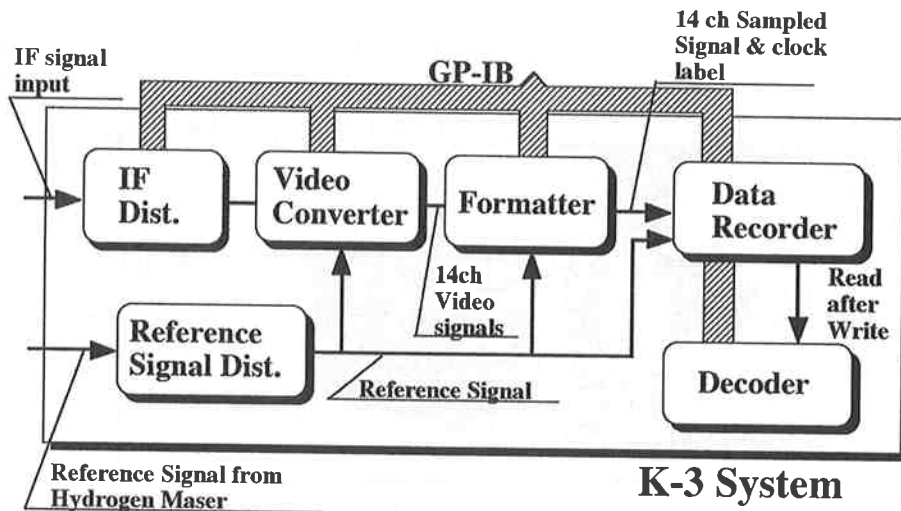 IF signal
input
14 ch Sampled
Signal & clock
label
GP-IB
IF
Dist.
Video
Converter
Formatter
Data
Recorder
14ch
Video
signals
Read
after
Write
Reference
Signal Dist.
Reference Signal
Decoder
Reference Signal from
Hydrogen Maser
K-3 System